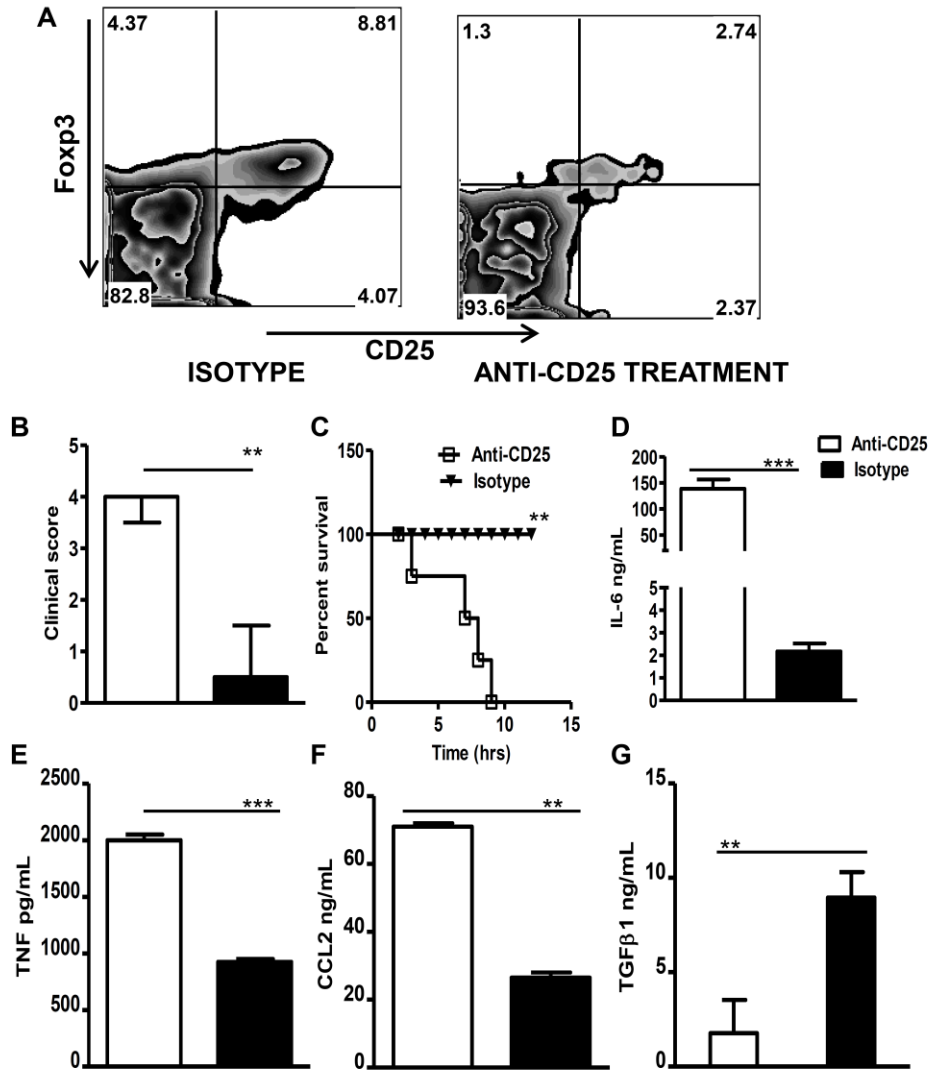 A
4.37 8.81
1.3 2.74
Foxp3
82.8 4.07
93.6 2.37
CD25
ISOTYPE ANTI-CD25 TREATMENT
B
5
4
3
2
1
0
Clinical score
**
C
150
100
50
0
Percent survival
Anti-CD25
Isotype
**
0 5 10 15
Time (hrs)
D
Anti-CD25
Isotype
200
150
100
50
5
4
3
2
1
0
IL-6 ng/mL
***
E
2500
2000
1500
1000
500
0
TNF pg/mL
***
F
80
60
40
20
0
CCL2 ng/mL
**
G
15
10
5
0
TGFβ1 ng/mL
**